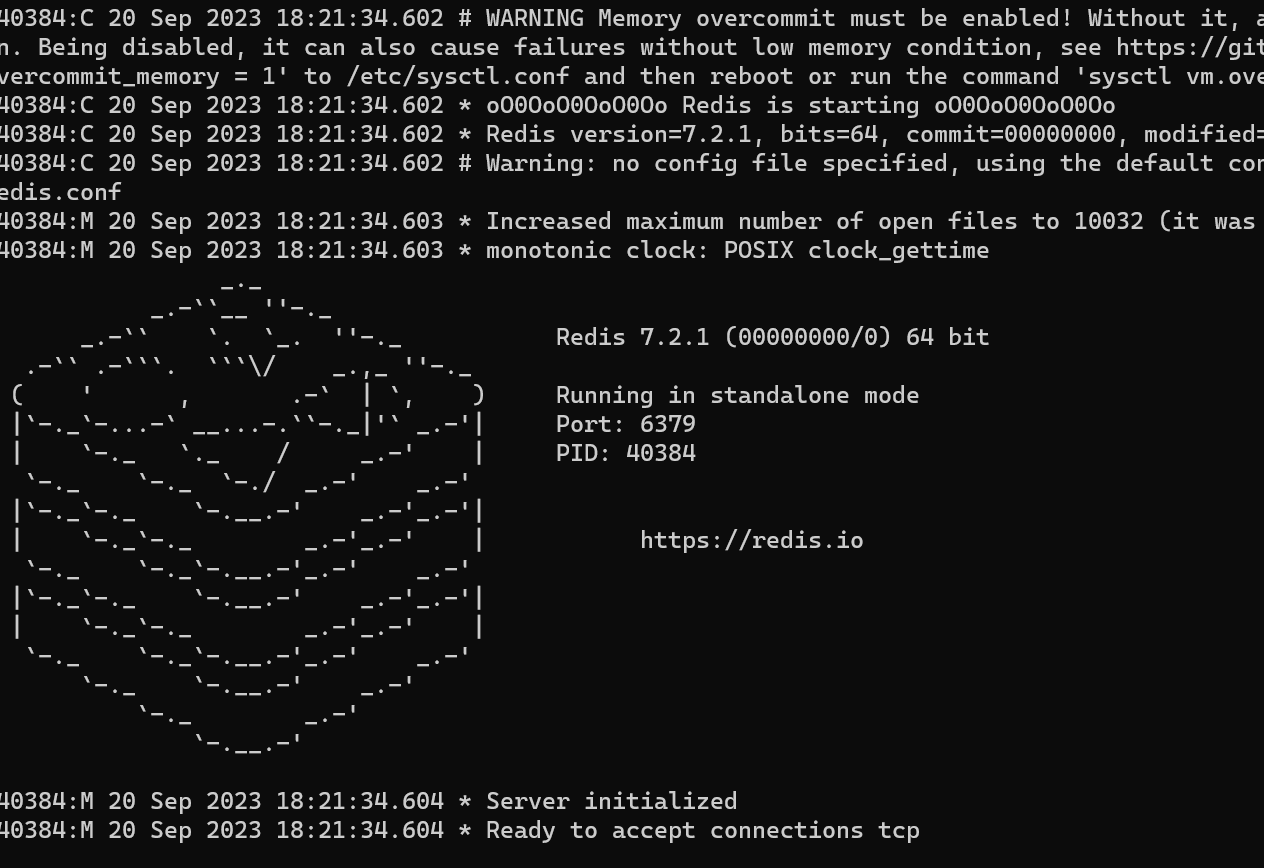 40384:C 20 Sep 2023 18:21:34.602 # WARNING Memory overcommit must be enabled! Without it,
n. Being disabled, it can also cause failures without low memory condition, see https://git
vercommit_memory = 1' to /etc/sysctl.conf and then reboot or run the command 'sysctl vm.ove
40384:C 20 Sep 2023 18:21:34.602 * oO0OoO0OoO0Oo Redis is starting oO0OoO0OoO0Oo
40384:C 20 Sep 2023 18:21:34.602 * Redis version=7.2.1, bits=64, commit=00000000, modified=
40384:C 20 Sep 2023 18:21:34.602 # Warning: no config file specified, using the default con
edis.conf
40384:M 20 Sep 2023 18:21:34.603 * Increased maximum number of open files to 10032 (it was
40384:M 20 Sep 2023 18:21:34.603 * monotonic clock: POSIX clock_gettime
Redis 7.2.1 (00000000/0) 64 bit
Running in standalone mode
Port: 6379
PID: 40384
https://redis.io
40384:M 20 Sep 2023 18:21:34.604 * Server initialized
40384:M 20 Sep 2023 18:21:34.604 * Ready to accept connections tcp